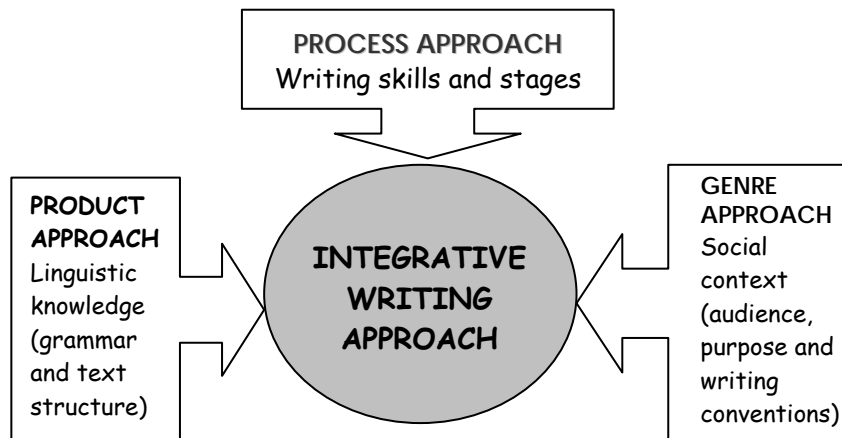 PROCESS APPROACH
Writing skills and stages
PRODUCT
APPROACH
Linguistic
knowledge
(grammar
and text
structure)
INTEGRATIVE
WRITING
APPROACH
GENRE
APPROACH
Social
context
(audience,
purpose and
writing
conventions)